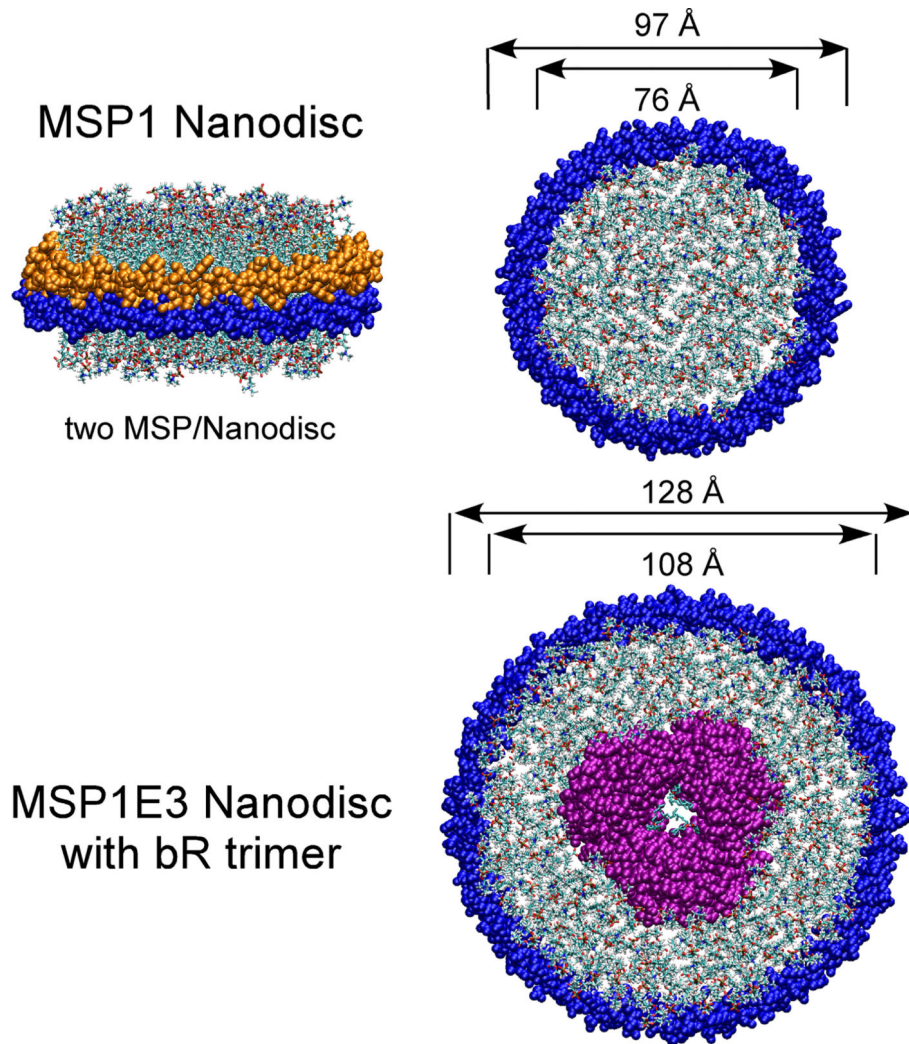 97 Å
76 Å
MSP1 Nanodisc
two MSP/Nanodisc
128 Å
108 Å
MSP1E3 Nanodisc
with bR trimer